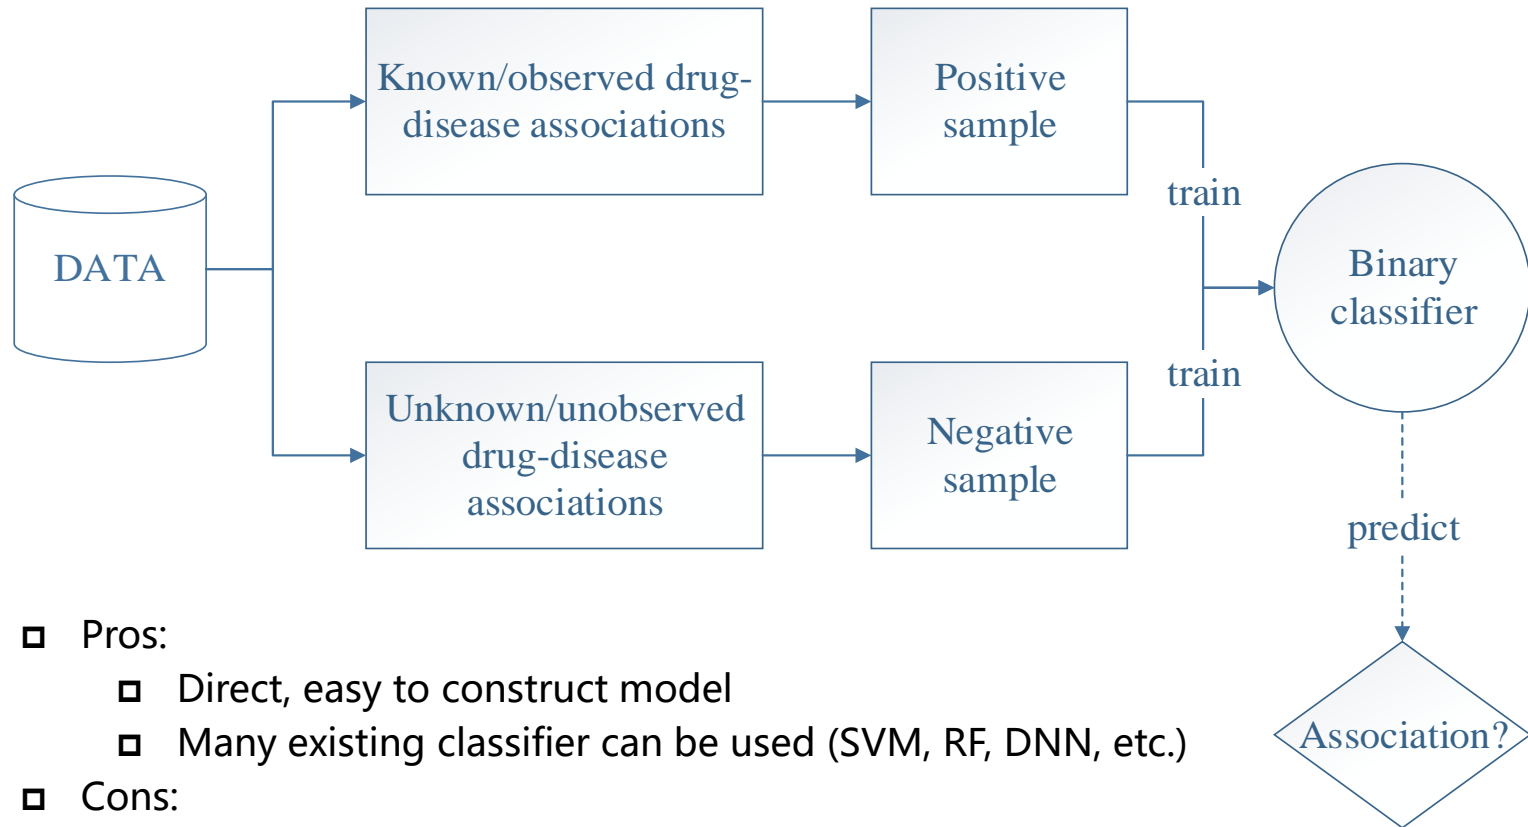 Known/observed drug-
disease associations
Positive
sample
train
DATA
Binary
classifier
train
Unknown/unobserved
drug-disease
associations
Negative
sample
predict
Association?
Pros:
Direct, easy to construct model
Many existing classifier can be used (SVM, RF, DNN, etc.)
Cons: